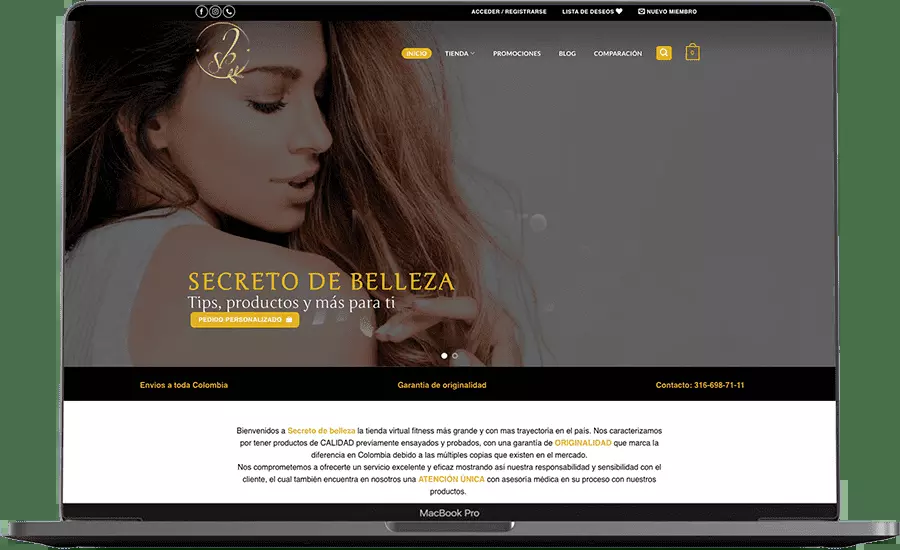 ACCEDER / REGISTRARSE LISTA DE DESEOS NUEVO MIEMBRO
INICIO TIENDA PROMOCIONES BLOG COMPARACIÓN 0
SECRETO DE BELLEZA
Tips, productos y más para ti
PEDIDO PERSONALIZADO
Envios a toda Colombia Garantia de originalidad Contacto: 316-698-71-11
Bienvenidos a Secreto de belleza la tienda virtual fitness más grande y con mas trayectoria en el país. Nos caracterizamos
por tener productos de CALIDAD previamente ensayados y probados, con una garantía de ORIGINALIDAD que marca la
diferencia en Colombia debido a las múltiples copias que existen en el mercado.
Nos comprometemos a ofrecerte un servicio excelente y eficaz mostrando así nuestra responsabilidad y sensibilidad con el
cliente, el cual también encuentra en nosotros una ATENCIÓN ÚNICA con asesoría médica en su proceso con nuestros
productos.
MacBook Pro